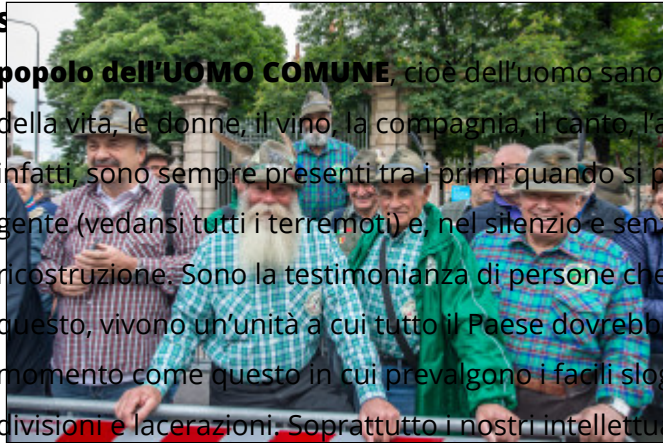 popolo dell'UOMO COMUNE, cioè dell'uomo sano
della vita, le donne, il vino, la compagnia, il canto, l'a
infatti, sono sempre presenti tra i primi quando si p
gente (vedansi tutti i terremoti) e, nel silenzio e sen
ricostruzione. Sono la testimonianza di persone che
questo, vivono un'unità a cui tutto il Paese dovrebb
momento come questo in cui prevalgono i facili slog
divisioni e lacerazioni. Soprattutto i nostri intellettu